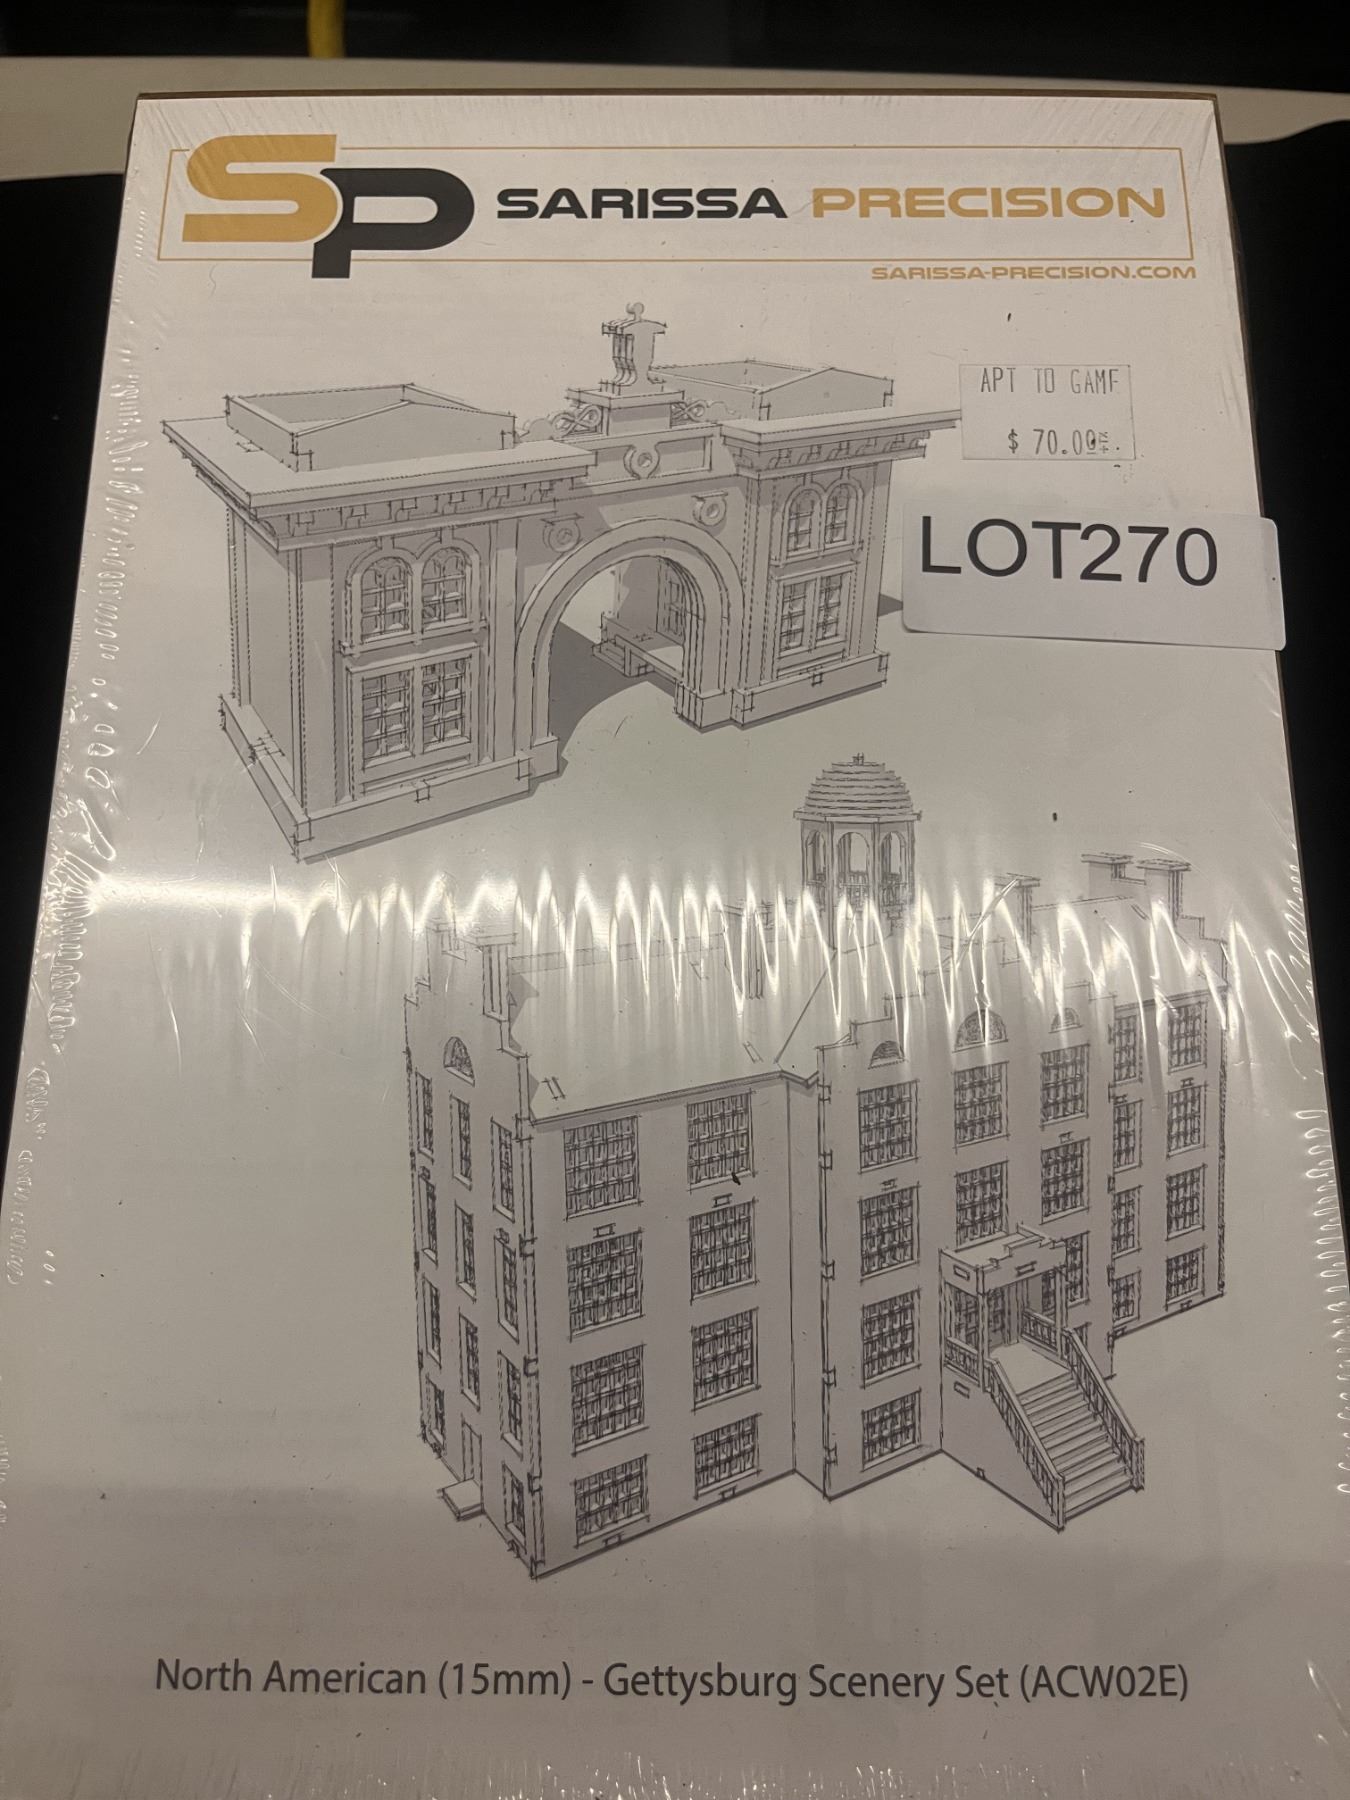 SP SARISSA PRECISION
SARISSA-PRECISION.COM
APT TO GAME
$ 70.00
LOT270
North American (15mm) - Gettysburg Scenery Set (ACW02E)